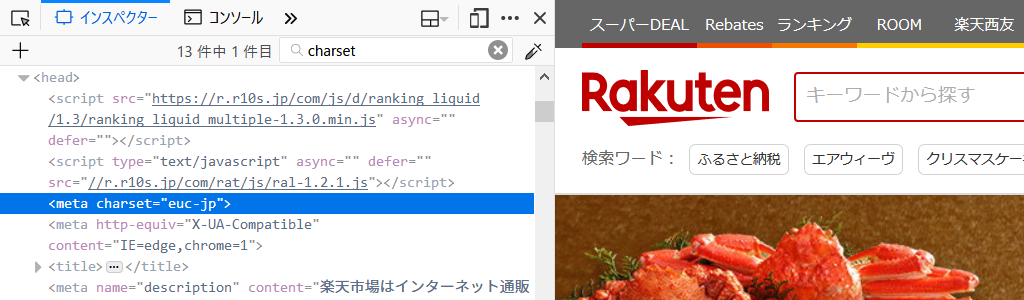 インスペクター コンソール
13 件中 1 件目 charset
<head>
<script src="https://r.r10s.jp/com/js/d/ranking_liquid
/1.3/ranking_liquid_multiple-1.3.0.min.js" async=""
defer=""></script>
<script type="text/javascript" async="" defer=""
src="//r.r10s.jp/com/rat/js/ral-1.2.1.js"></script>
<meta charset="euc-jp">
<meta http-equiv="X-UA-Compatible"
content="IE=edge,chrome=1">
<title></title>
<meta name="description" content="楽天市場はインターネット通販
スーパーDEAL Rebates ランキング ROOM 楽天西友
Rakuten キーワードから探す
検索ワード： ふるさと納税 エアウィーヴ クリスマスケー